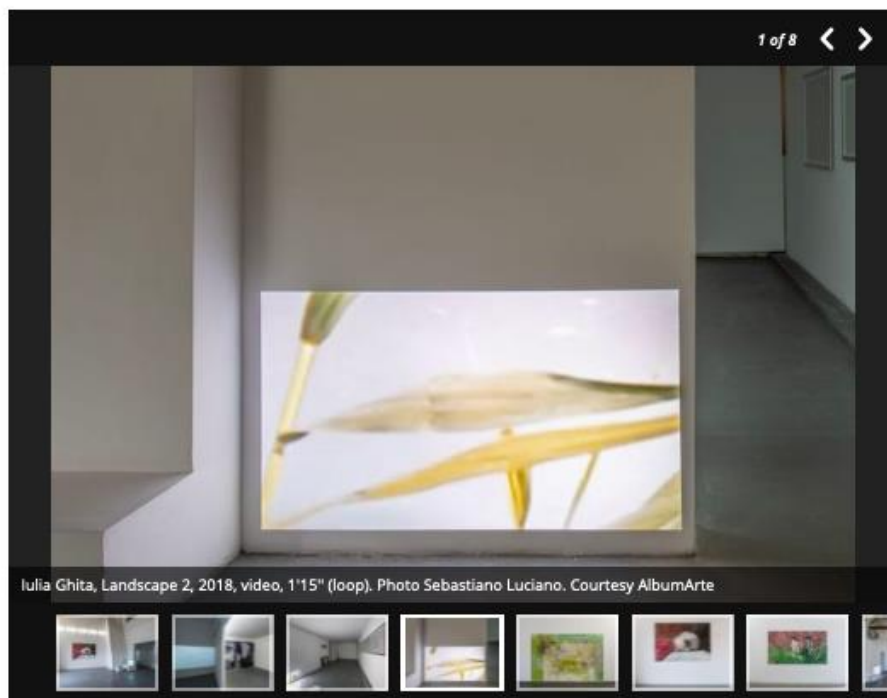 1 of 8
Iulia Ghita, Landscape 2, 2018, video, 1'15" (loop). Photo Sebastiano Luciano. Courtesy AlbumArte